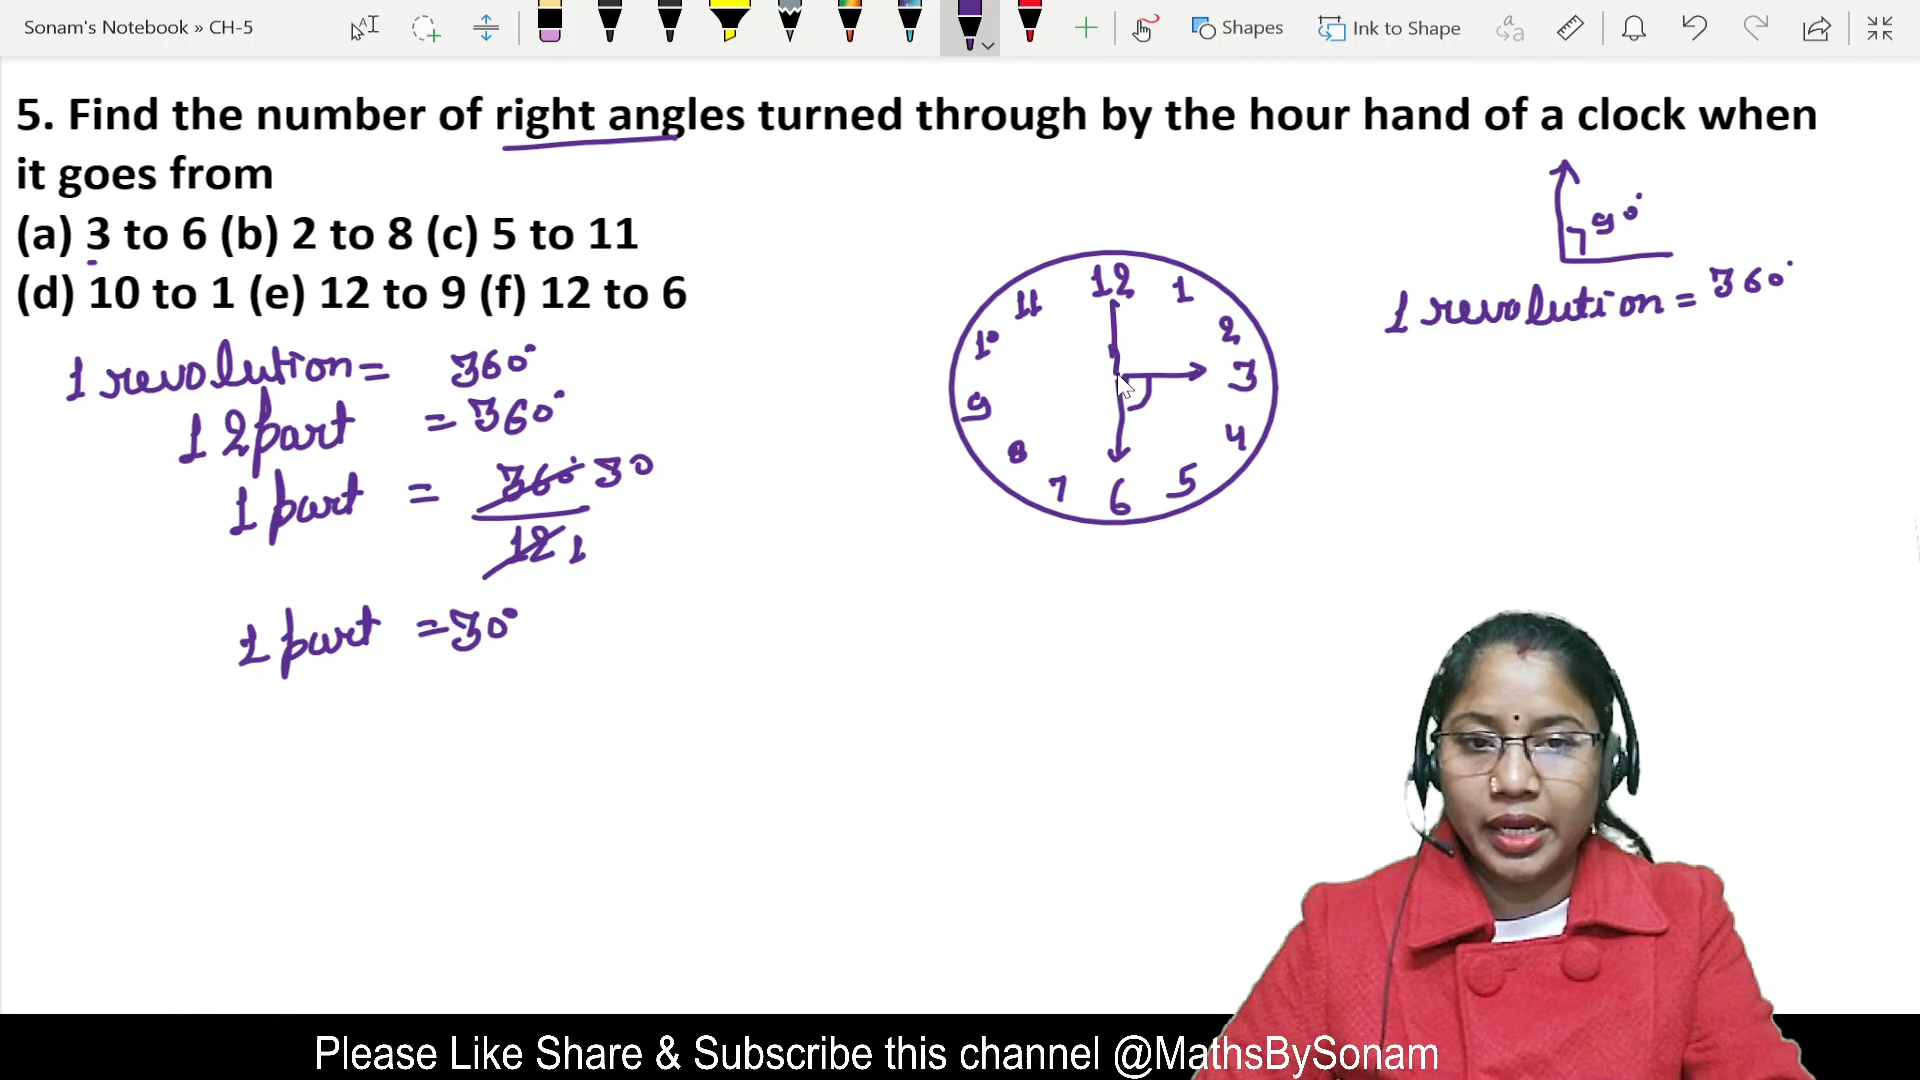 Sonam's Notebook » CH-5
Shapes
Ink to Shape
5. Find the number of right angles turned through by the hour hand of a clock when
it goes from
(a) 3 to 6 (b) 2 to 8 (c) 5 to 11
(d) 10 to 1 (e) 12 to 9 (f) 12 to 6
90°
1 revolution = 360°
12
11 1
10 2
9 3
8 4
7 6 5
1 revolution = 360°
12 part = 360°
1 part = 360° 30
12 1
1 part = 30°
Please Like Share & Subscribe this channel @MathsBySonam